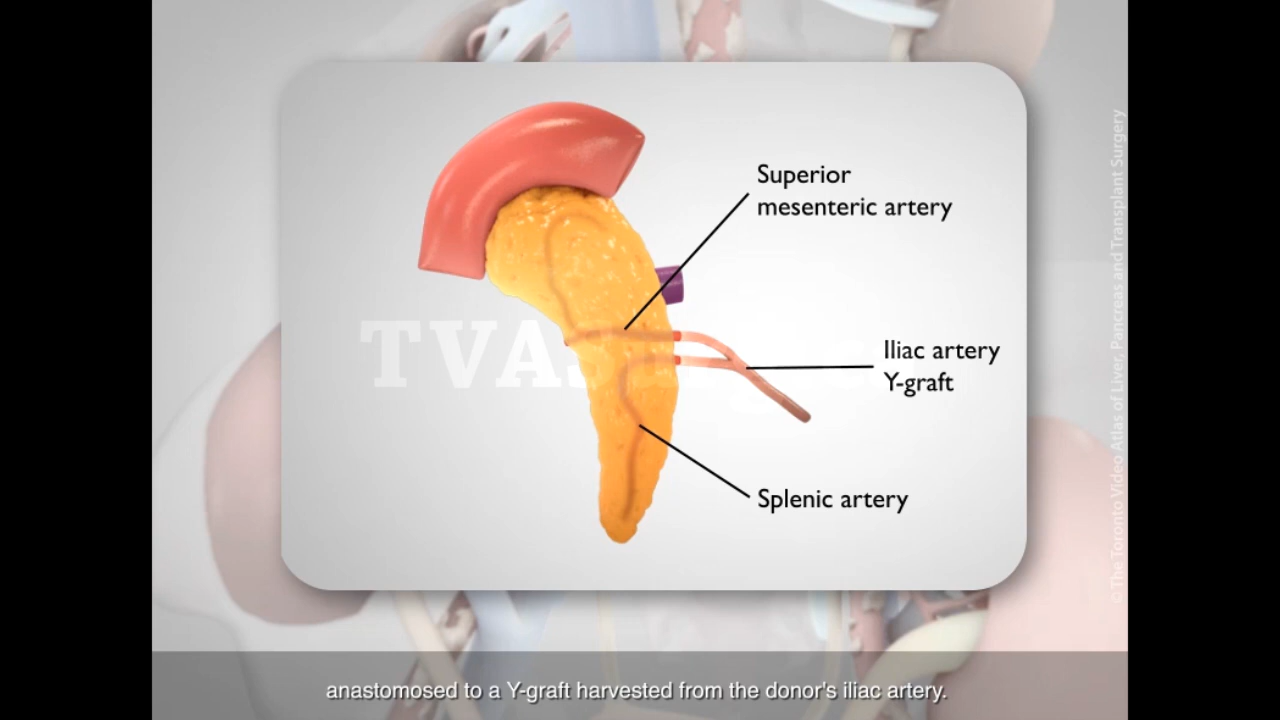 Superior
mesenteric artery
Iliac artery
Y-graft
Splenic artery
TVAS
anastomosed to a Y-graft harvested from the donor's iliac artery.
© The Toronto Video Atlas of Liver, Pancreas and Transplant Surgery